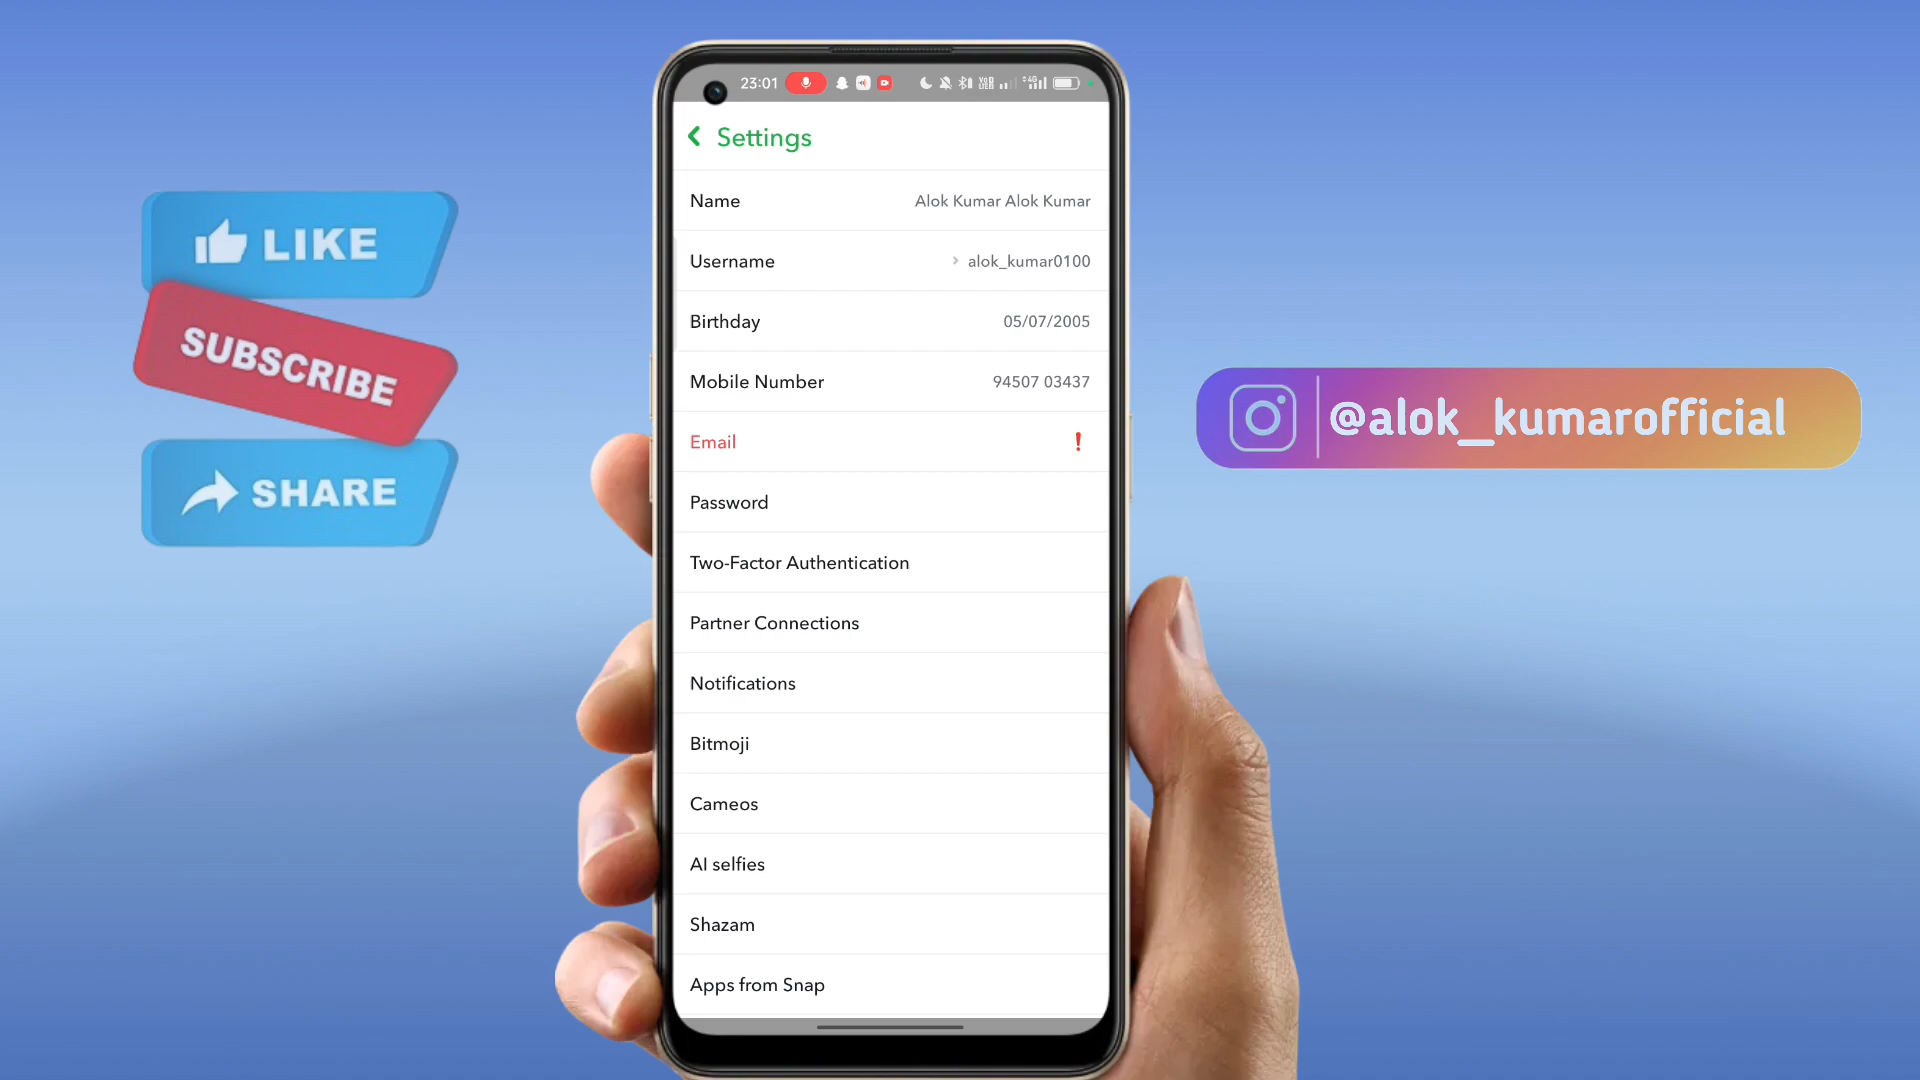 LIKE
SUBSCRIBE
SHARE
23:01
4G
Settings
Name Alok Kumar Alok Kumar
Username > alok_kumar0100
Birthday 05/07/2005
Mobile Number 94507 03437
Email !
Password
Two-Factor Authentication
Partner Connections
Notifications
Bitmoji
Cameos
AI selfies
Shazam
Apps from Snap
@alok_kumarofficial